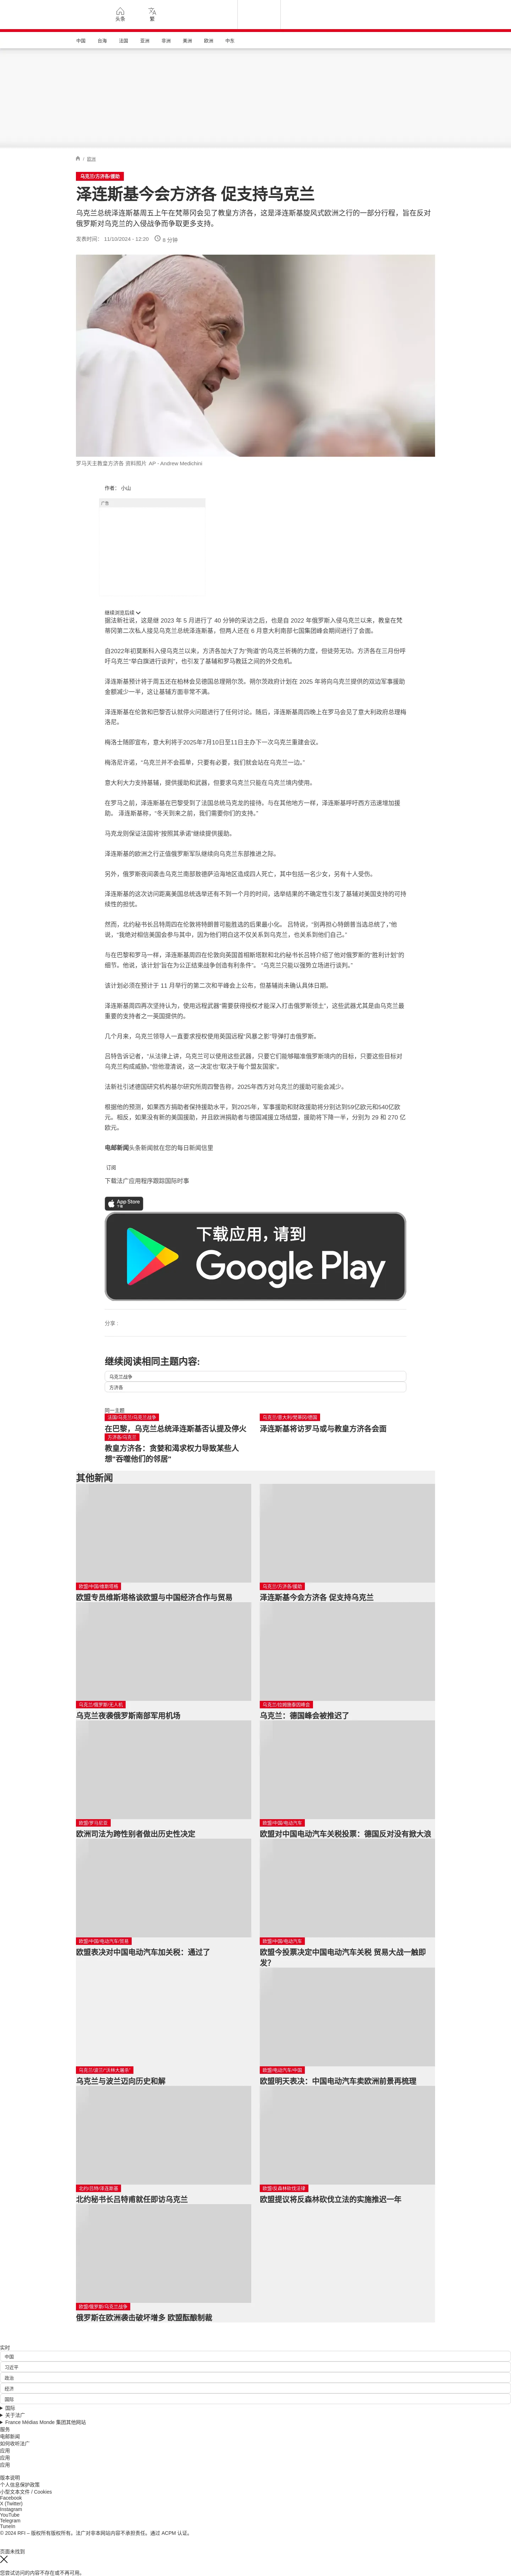 头条
繁
中国
台海
法国
亚洲
非洲
美洲
欧洲
中东
/ 欧洲
乌克兰/方济各/援助
泽连斯基今会方济各 促支持乌克兰
乌克兰总统泽连斯基周五上午在梵蒂冈会见了教皇方济各，这是泽连斯基旋风式欧洲之行的一部分行程，旨在反对
俄罗斯对乌克兰的入侵战争而争取更多支持。
发表时间： 11/10/2024 - 12:20 6 分钟
罗马天主教皇方济各 资料照片 AP - Andrew Medichini
作者： 小山
广告
继续浏览后续
据法新社说，这是继 2023 年 5 月进行了 40 分钟的采访之后，也是自 2022 年俄罗斯入侵乌克兰以来，教皇在梵
蒂冈第二次私人接见乌克兰总统泽连斯基，但两人还在 6 月意大利南部七国集团峰会期间进行了会面。
自2022年初莫斯科入侵乌克兰以来，方济各加大了为“殉道”的乌克兰祈祷的力度，但徒劳无功。方济各在三月份呼
吁乌克兰“举白旗进行谈判”，也引发了基辅和罗马教廷之间的外交危机。
泽连斯基预计将于周五还在柏林会见德国总理朔尔茨。朔尔茨政府计划在 2025 年将向乌克兰提供的双边军事援助
金额减少一半，这让基辅方面非常不满。
泽连斯基在伦敦和巴黎否认就停火问题进行了任何讨论。随后，泽连斯基周四晚上在罗马会见了意大利政府总理梅
洛尼。
梅洛士随即宣布，意大利将于2025年7月10日至11日主办下一次乌克兰重建会议。
梅洛尼许诺，“乌克兰并不会孤单，只要有必要，我们就会站在乌克兰一边。”
意大利大力支持基辅，提供援助和武器，但要求乌克兰只能在乌克兰境内使用。
在罗马之前，泽连斯基在巴黎受到了法国总统马克龙的接待。与在其他地方一样，泽连斯基呼吁西方迅速增加援
助。 泽连斯基称，“冬天到来之前，我们需要你们的支持。”
马克龙则保证法国将“按照其承诺”继续提供援助。
泽连斯基的欧洲之行正值俄罗斯军队继续向乌克兰东部推进之际。
另外，俄罗斯夜间袭击乌克兰南部敖德萨沿海地区造成四人死亡，其中包括一名少女，另有十人受伤。
泽连斯基的这次访问距离美国总统选举还有不到一个月的时间，选举结果的不确定性引发了基辅对美国支持的可持
续性的担忧。
然而，北约秘书长吕特周四在伦敦将特朗普可能胜选的后果最小化。 吕特说，“别再担心特朗普当选总统了，”他
说，“我绝对相信美国会参与其中，因为他们明白这不仅关系到乌克兰，也关系到他们自己。”
与在巴黎和罗马一样，泽连斯基周四在伦敦向英国首相斯塔默和北约秘书长吕特介绍了他对俄罗斯的“胜利计划”的
细节。他说，该计划“旨在为公正结束战争创造有利条件”。 “乌克兰只能以强势立场进行谈判。”
该计划必须在预计于 11 月举行的第二次和平峰会上公布，但基辅尚未确认具体日期。
泽连斯基周四再次坚持认为，使用远程武器“需要获得授权才能深入打击俄罗斯领土”，这些武器尤其是由乌克兰最
重要的支持者之一英国提供的。
几个月来，乌克兰领导人一直要求授权使用英国远程“风暴之影”导弹打击俄罗斯。
吕特告诉记者，“从法律上讲，乌克兰可以使用这些武器，只要它们能够瞄准俄罗斯境内的目标，只要这些目标对
乌克兰构成威胁。”但他澄清说，这一决定也“取决于每个盟友国家”。
法新社引述德国研究机构基尔研究所周四警告称，2025年西方对乌克兰的援助可能会减少。
根据他的预测，如果西方捐助者保持援助水平，到2025年，军事援助和财政援助将分别达到59亿欧元和540亿欧
元。相反，如果没有新的美国援助，并且欧洲捐助者与德国减援立场结盟，援助将下降一半，分别为 29 和 270 亿
欧元。
电邮新闻头条新闻就在您的每日新闻信里
订阅
下载法广应用程序跟踪国际时事
App Store
下载
下载应用，请到
Google Play
分享 :
继续阅读相同主题内容:
乌克兰战争
方济各
同一主题
法国/乌克兰/乌克兰战争
在巴黎，乌克兰总统泽连斯基否认提及停火
乌克兰/意大利/梵蒂冈/德国
泽连斯基将访罗马或与教皇方济各会面
方济各/乌克兰
教皇方济各：贪婪和渴求权力导致某些人
想“吞噬他们的邻居”
其他新闻
欧盟/中国/维斯塔格
欧盟专员维斯塔格谈欧盟与中国经济合作与贸易
乌克兰/方济各/援助
泽连斯基今会方济各 促支持乌克兰
乌克兰/俄罗斯/无人机
乌克兰夜袭俄罗斯南部军用机场
乌克兰/拉姆施泰因峰会
乌克兰：德国峰会被推迟了
欧盟/罗马尼亚
欧洲司法为跨性别者做出历史性决定
欧盟/中国/电动汽车
欧盟对中国电动汽车关税投票：德国反对没有掀大浪
欧盟/中国/电动汽车/贸易
欧盟表决对中国电动汽车加关税：通过了
欧盟/中国/电动汽车
欧盟今投票决定中国电动汽车关税 贸易大战一触即
发?
乌克兰/波兰/“沃林大屠杀”
乌克兰与波兰迈向历史和解
欧盟/电动汽车/中国
欧盟明天表决：中国电动汽车卖欧洲前景再梳理
北约/吕特/泽连斯基
北约秘书长吕特甫就任即访乌克兰
欧盟/反森林砍伐法律
欧盟提议将反森林砍伐立法的实施推迟一年
欧盟/俄罗斯/乌克兰战争
俄罗斯在欧洲袭击破坏增多 欧盟酝酿制裁
实时
中国
习近平
政治
经济
国际
国际
关于法广
France Médias Monde 集团其他网站
服务
电邮新闻
如何收听法广
应用
应用
应用
版本说明
个人信息保护政策
小型文本文件 / Cookies
Facebook
X (Twitter)
Instagram
YouTube
Telegram
TuneIn
© 2024 RFI – 版权所有版权所有。法广对非本网站内容不承担责任。通过 ACPM 认证。
页面未找到
您尝试访问的内容不存在或不再可用。